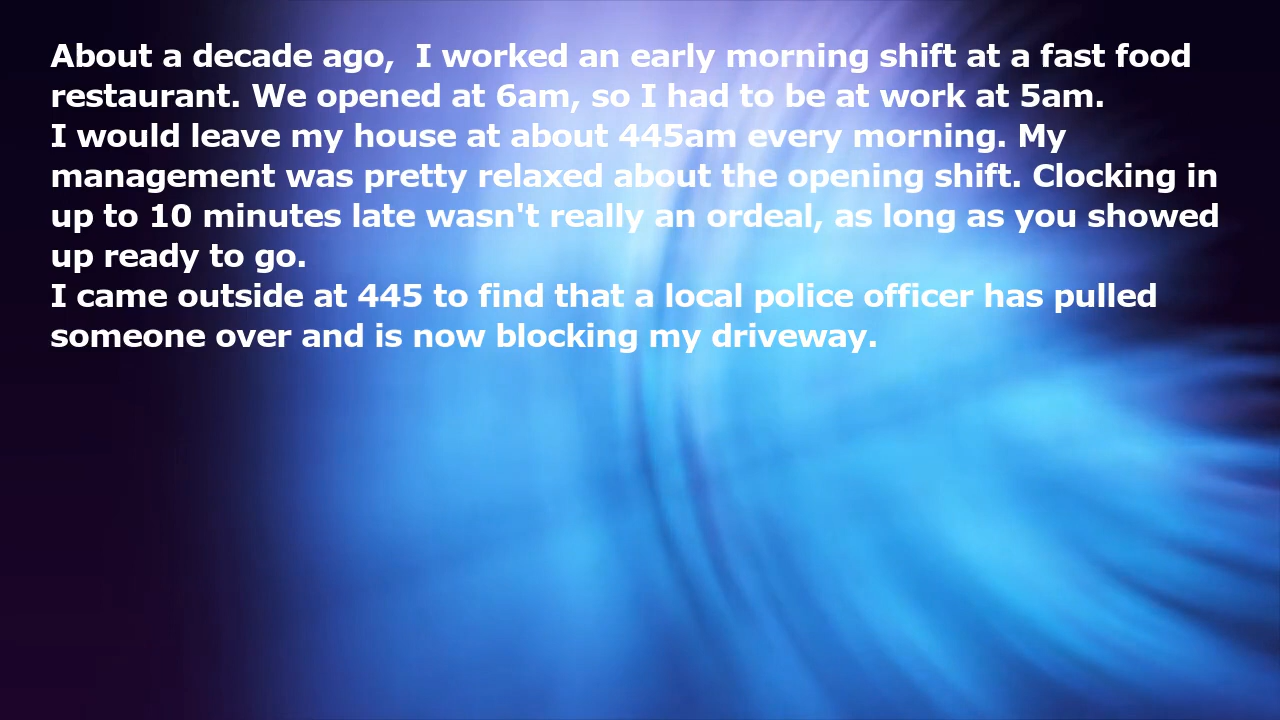 About a decade ago,  I worked an early morning shift at a fast food
restaurant. We opened at 6am, so I had to be at work at 5am.
I would leave my house at about 445am every morning. My
management was pretty relaxed about the opening shift. Clocking in
up to 10 minutes late wasn't really an ordeal, as long as you showed
up ready to go.
I came outside at 445 to find that a local police officer has pulled
someone over and is now blocking my driveway.